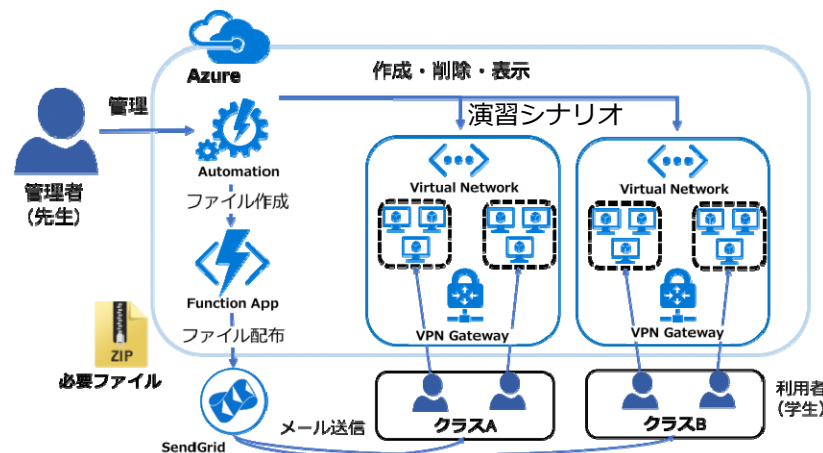 Azure
作成・削除・表示
管理
演習シナリオ
Automation
Virtual Network
Virtual Network
管理者
(先生)
ファイル作成
Function App
VPN Gateway
VPN Gateway
ファイル配布
ZIP
必要ファイル
メール送信
クラスA
クラスB
利用者
(学生)
SendGrid